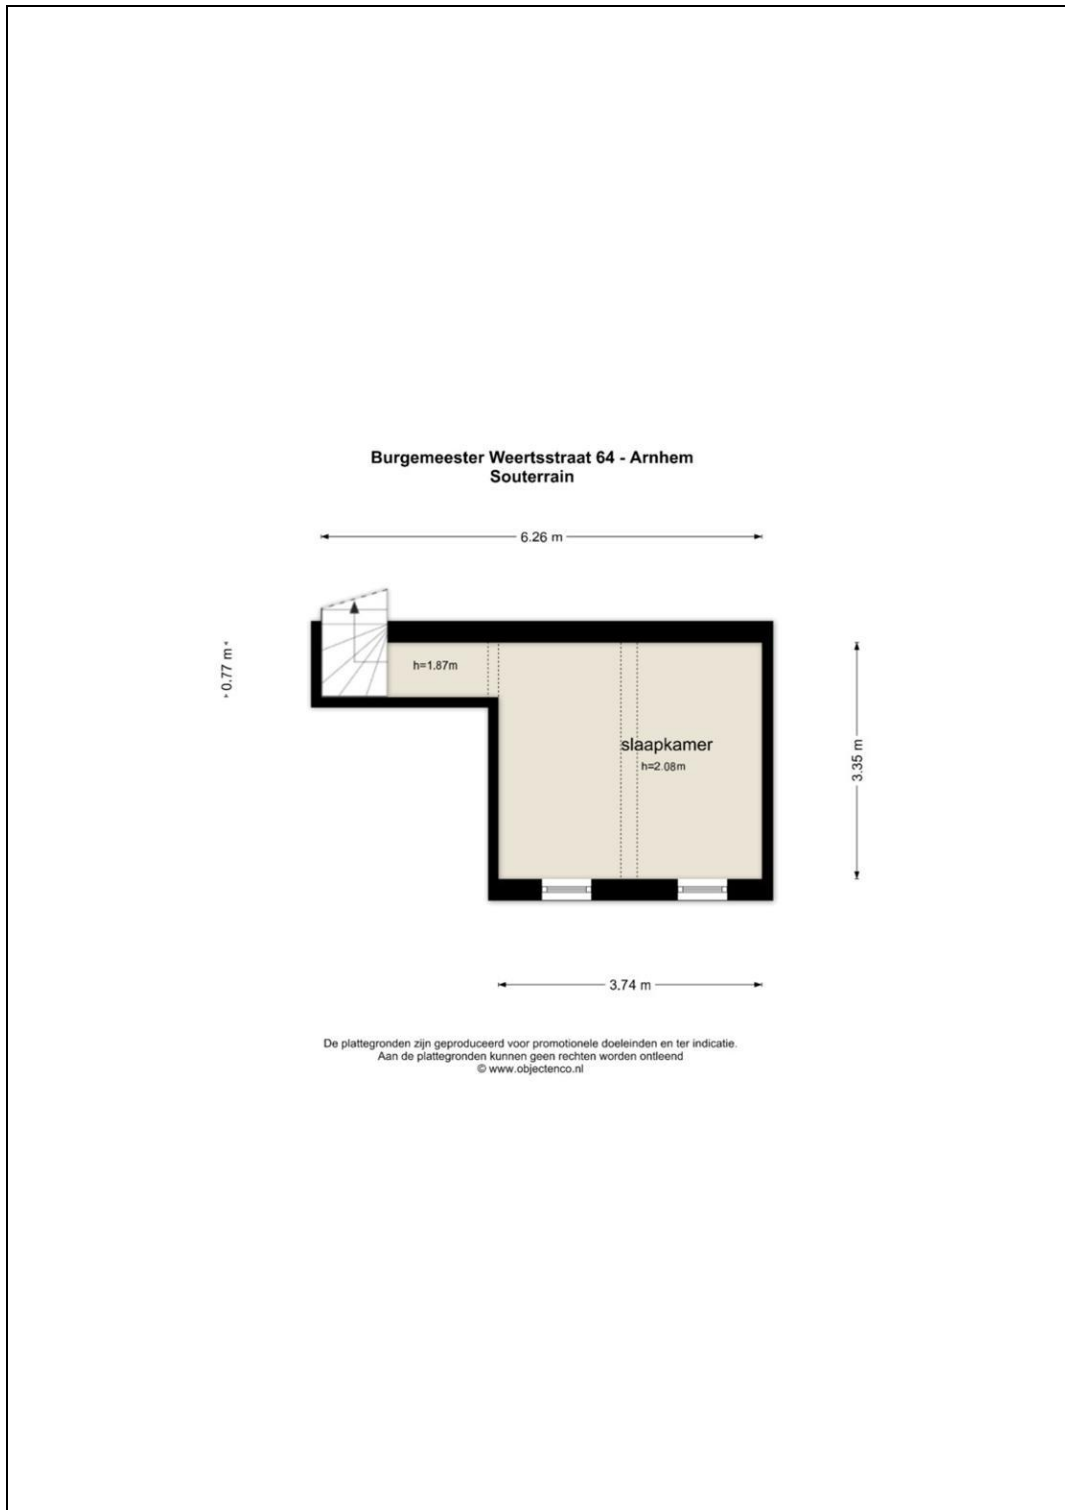 Burgemeester Weertsstraat 64 - Arnhem
Souterrain
6.26 m
0.77 m
h=1.87m
slaapkamer
h=2.08m
3.35 m
3.74 m
De plattegronden zijn geproduceerd voor promotionele doeleinden en ter indicatie.
Aan de plattegronden kunnen geen rechten worden ontleend
© www.objectenco.nl